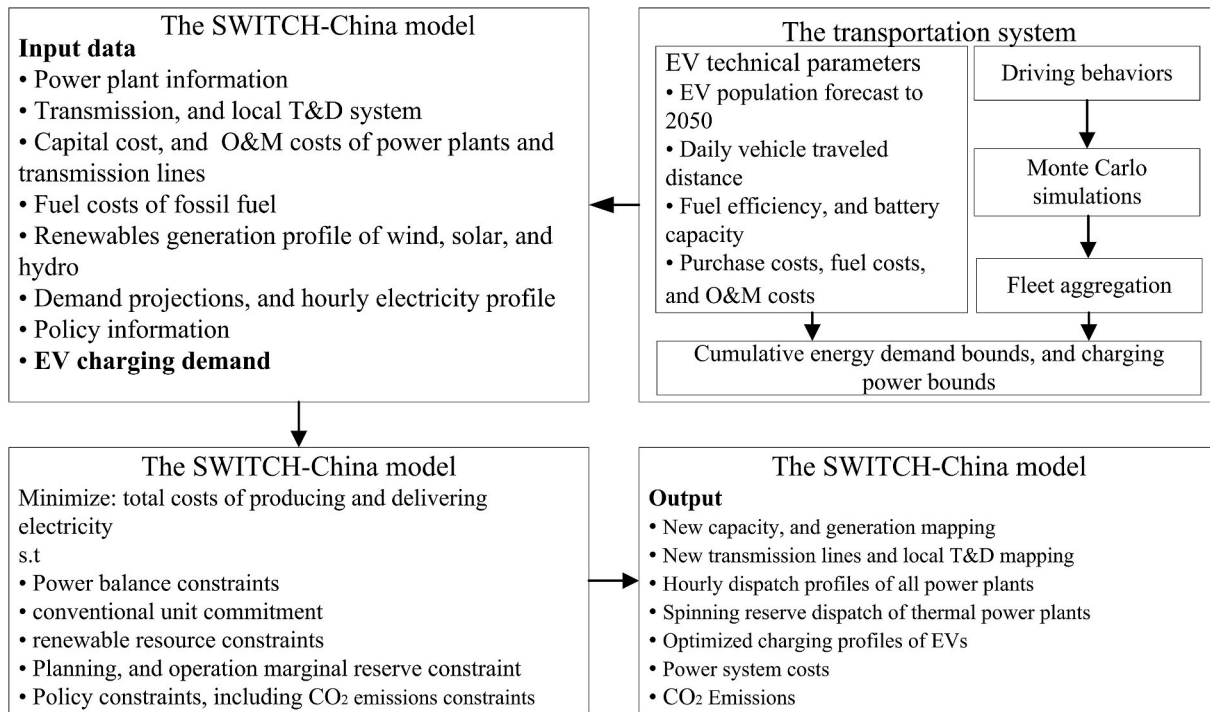 The SWITCH-China model
Input data
• Power plant information
• Transmission, and local T&D system
• Capital cost, and O&M costs of power plants and
transmission lines
• Fuel costs of fossil fuel
• Renewables generation profile of wind, solar, and
hydro
• Demand projections, and hourly electricity profile
• Policy information
• EV charging demand
The transportation system
EV technical parameters
• EV population forecast to
2050
• Daily vehicle traveled
distance
• Fuel efficiency, and battery
capacity
• Purchase costs, fuel costs,
and O&M costs
Driving behaviors
Monte Carlo
simulations
Fleet aggregation
Cumulative energy demand bounds, and charging
power bounds
The SWITCH-China model
Minimize: total costs of producing and delivering
electricity
s.t
• Power balance constraints
• conventional unit commitment
• renewable resource constraints
• Planning, and operation marginal reserve constraint
• Policy constraints, including CO₂ emissions constraints
The SWITCH-China model
Output
• New capacity, and generation mapping
• New transmission lines and local T&D mapping
• Hourly dispatch profiles of all power plants
• Spinning reserve dispatch of thermal power plants
• Optimized charging profiles of EVs
• Power system costs
• CO₂ Emissions